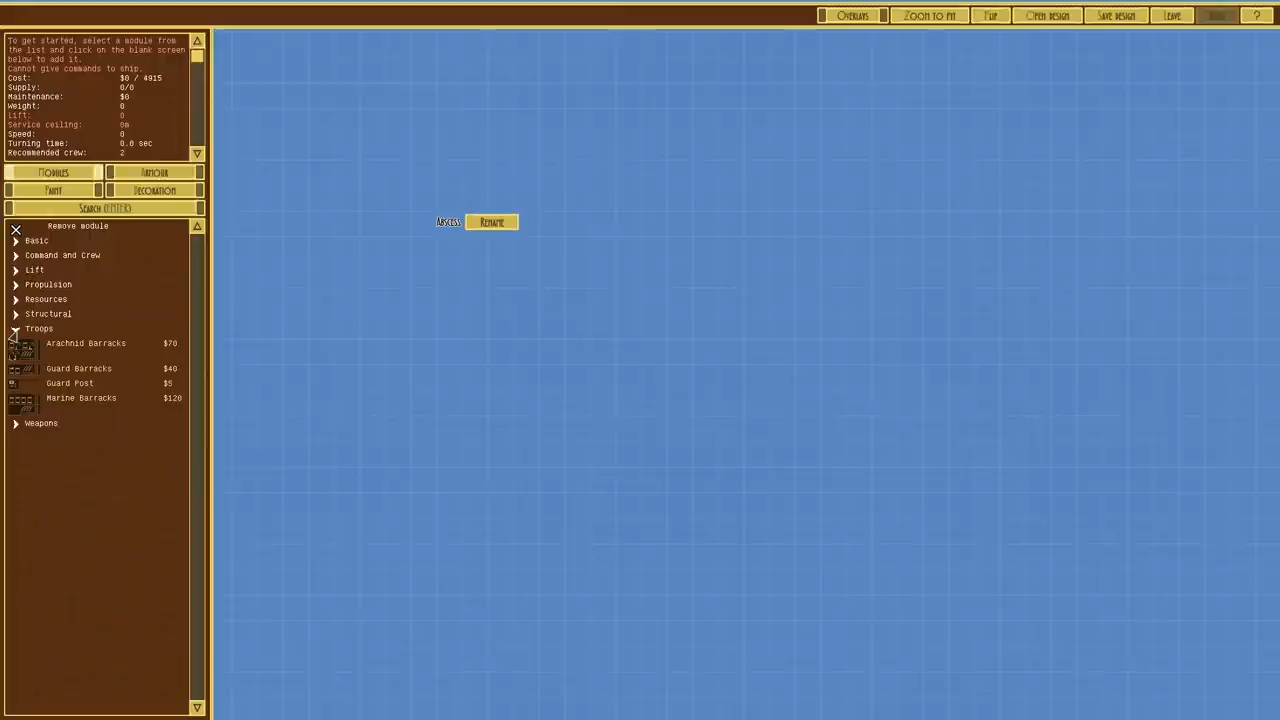 OVERLAYS ZOOM TO FIT FLIP OPEN DESIGN SAVE DESIGN LEAVE ?
To get started, select a module from
the list and click on the blank screen
below to add it.
Cannot give commands to ship.
Cost: $0 / 4915
Supply: 0/0
Maintenance: $0
Weight: 0
Lift: 0
Service ceiling: 0m
Speed: 0
Turning time: 0.0 sec
Recommended crew: 2
MODULES ARMOUR
PAINT DECORATION
SEARCH (ENTER)
Remove module
Basic
Command and Crew
Lift
Propulsion
Resources
Structural
Troops
Arachnid Barracks $70
Guard Barracks $40
Guard Post $5
Marine Barracks $120
Weapons
RENAME